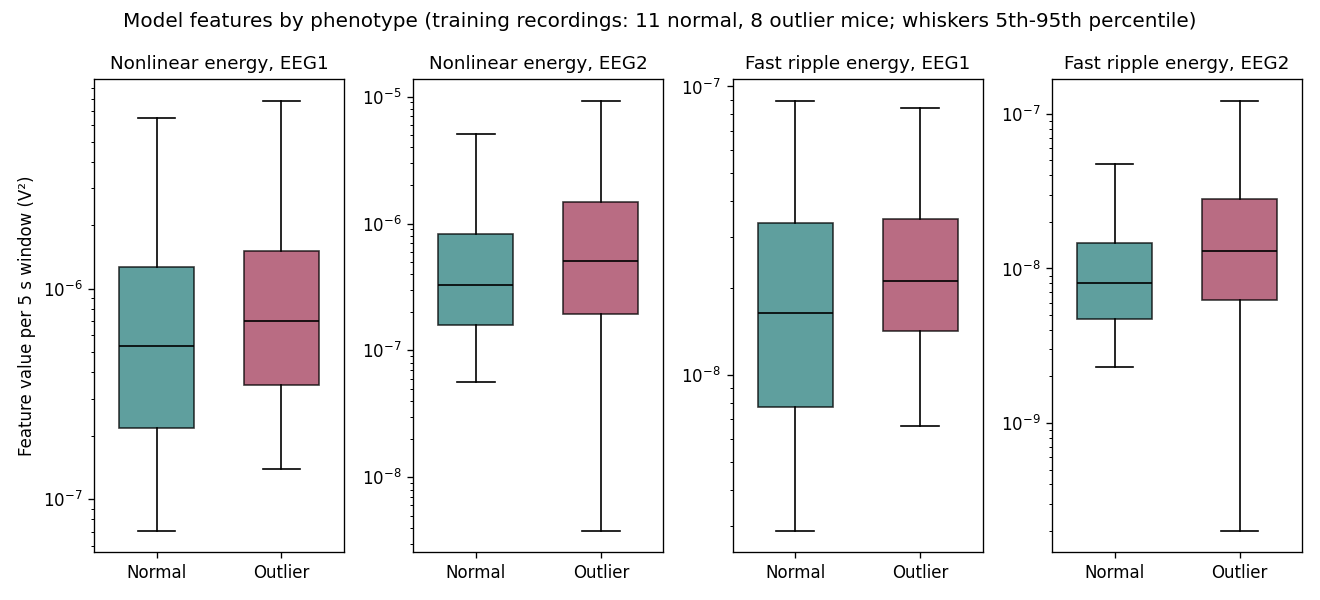 Model features by phenotype (training recordings: 11 normal, 8 outlier mice; whiskers 5th-95th percentile)
Nonlinear energy, EEG1
Nonlinear energy, EEG2
Fast ripple energy, EEG1
Fast ripple energy, EEG2
Feature value per 5 s window (V²)
10⁻⁶
10⁻⁷
Normal
Outlier
10⁻⁵
10⁻⁶
10⁻⁷
10⁻⁸
Normal
Outlier
10⁻⁷
10⁻⁸
Normal
Outlier
10⁻⁷
10⁻⁸
10⁻⁹
Normal
Outlier